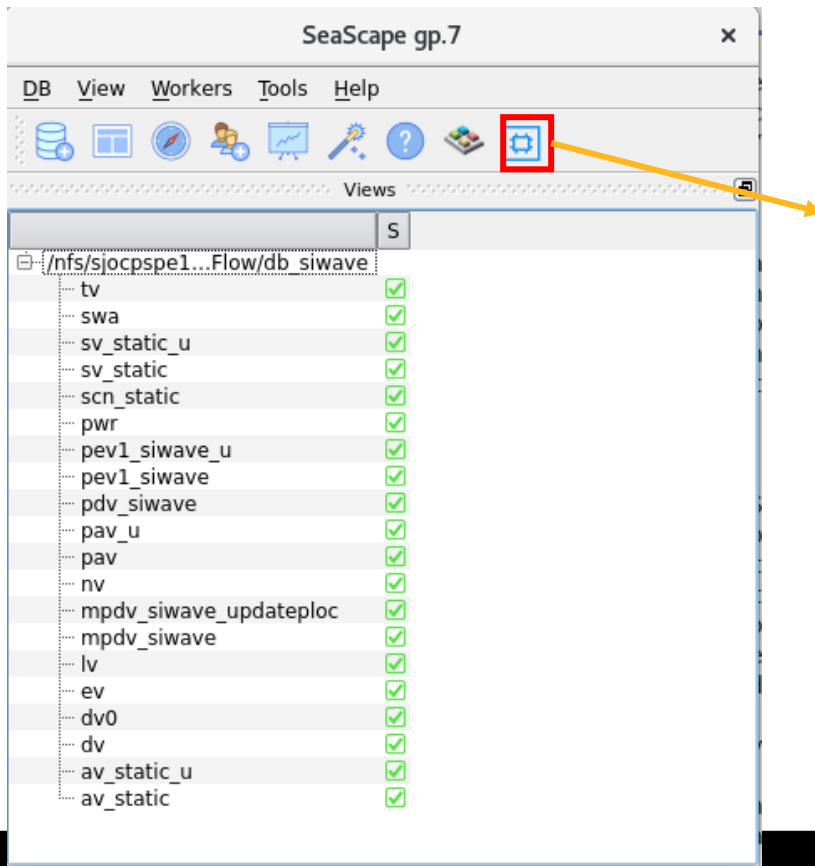 SeaScape gp.7
DB View Workers Tools Help
Views
S
/nfs/sjocpspe1...Flow/db_siwave
tv
swa
sv_static_u
sv_static
scn_static
pwr
pev1_siwave_u
pev1_siwave
pdv_siwave
pav_u
pav
nv
mpdv_siwave_updateploc
mpdv_siwave
lv
ev
dv0
dv
av_static_u
av_static